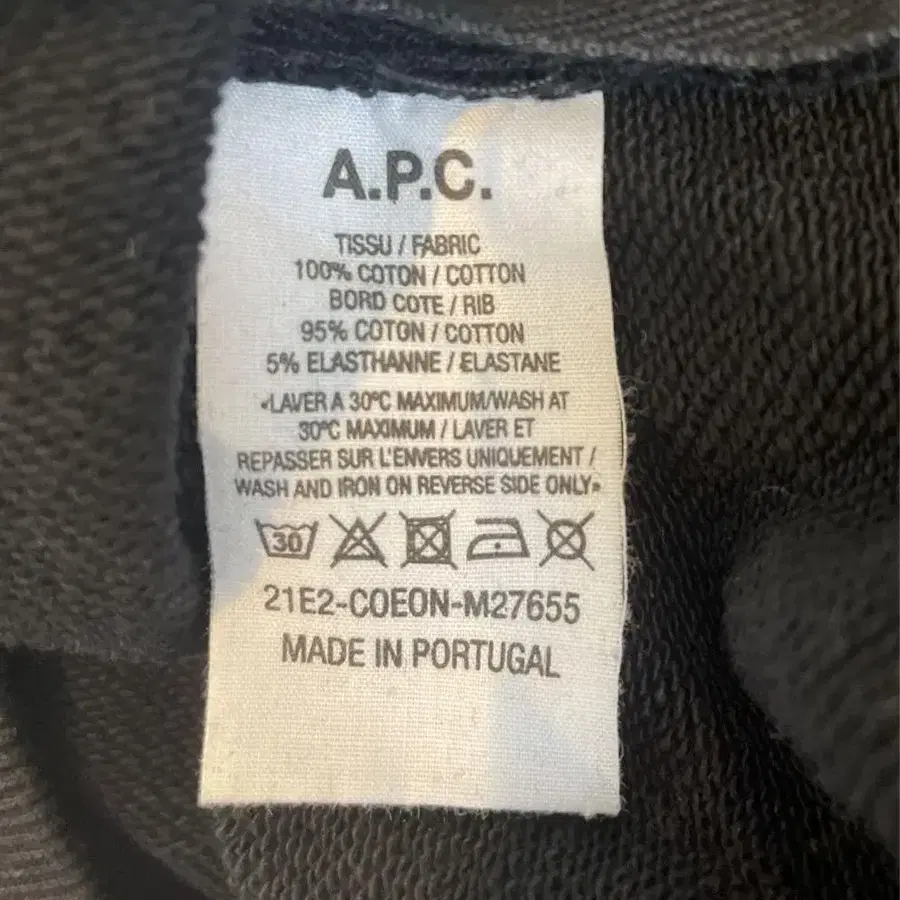 A.P.C.
TISSU / FABRIC
100% COTON / COTTON
BORD COTE / RIB
95% COTON / COTTON
5% ELASTHANNE / ELASTANE
«LAVER A 30°C MAXIMUM/WASH AT
30°C MAXIMUM / LAVER ET
REPASSER SUR L'ENVERS UNIQUEMENT /
WASH AND IRON ON REVERSE SIDE ONLY»
30
21E2-COEON-M27655
MADE IN PORTUGAL